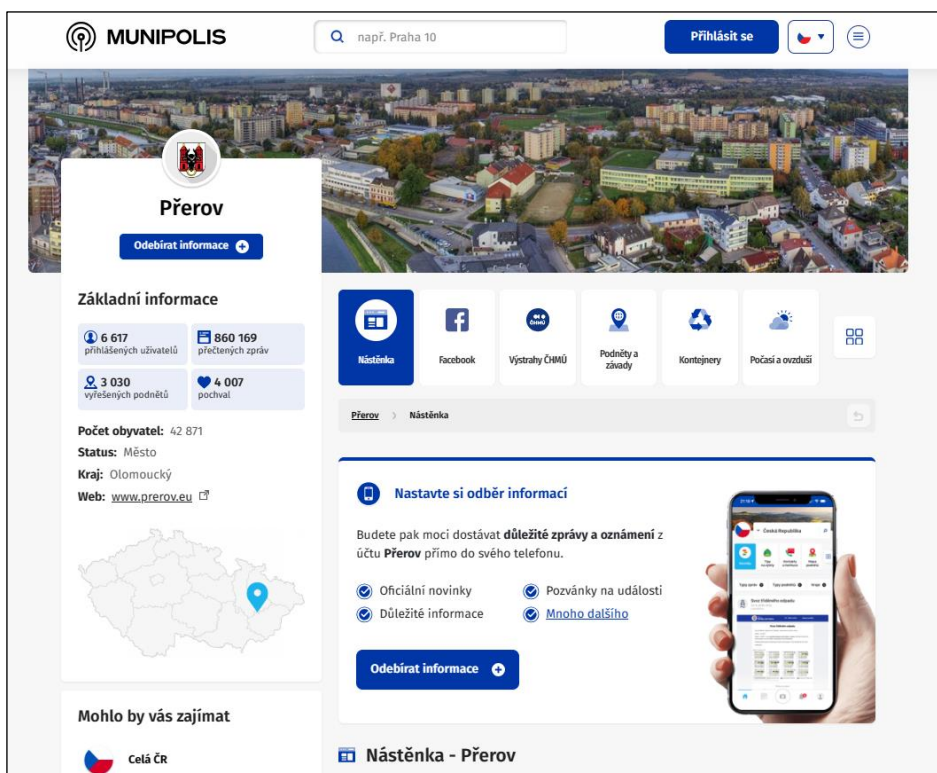 MUNIPOLIS
např. Praha 10
Přihlásit se
Přerov
Odebírat informace
Základní informace
6 617
přihlášených uživatelů
860 169
přečtených zpráv
3 030
vyřešených podnětů
4 007
pochval
Počet obyvatel: 42 871
Status: Město
Kraj: Olomoucký
Web: www.prerov.eu
Mohlo by vás zajímat
Celá ČR
Nástěnka
Facebook
ČHMÚ
Výstrahy ČHMÚ
Podněty a
závady
Kontejnery
Počasí a ovzduší
Přerov > Nástěnka
Nastavte si odběr informací
Budete pak moci dostávat důležité zprávy a oznámení z
účtu Přerov přímo do svého telefonu.
Oficiální novinky
Pozvánky na události
Důležité informace
Mnoho dalšího
Odebírat informace
Česká Republika
Nástěnka - Přerov